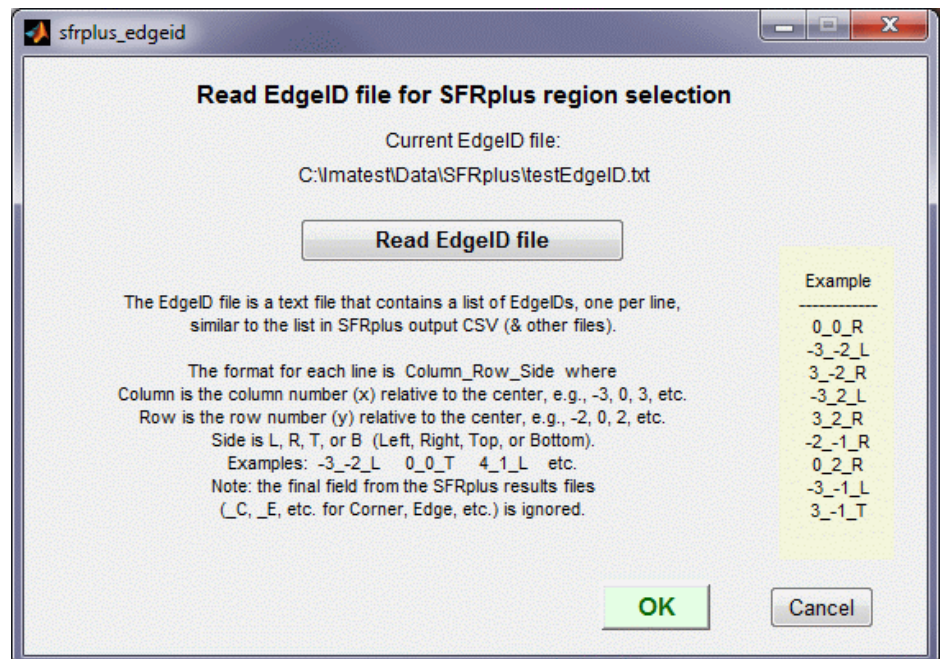 sfrplus_edgeid
Read EdgeID file for SFRplus region selection
Current EdgeID file:
C:\Imatest\Data\SFRplus\testEdgeID.txt
Read EdgeID file
The EdgeID file is a text file that contains a list of EdgeIDs, one per line,
similar to the list in SFRplus output CSV (& other files).
The format for each line is Column_Row_Side where
Column is the column number (x) relative to the center, e.g., -3, 0, 3, etc.
Row is the row number (y) relative to the center, e.g., -2, 0, 2, etc.
Side is L, R, T, or B (Left, Right, Top, or Bottom).
Examples: -3_-2_L 0_0_T 4_1_L etc.
Note: the final field from the SFRplus results files
(_C, _E, etc. for Corner, Edge, etc.) is ignored.
Example
------------
0_0_R
-3_-2_L
3_-2_R
-3_2_L
3_2_R
-2_-1_R
0_2_R
-3_-1_L
3_-1_T
OK
Cancel